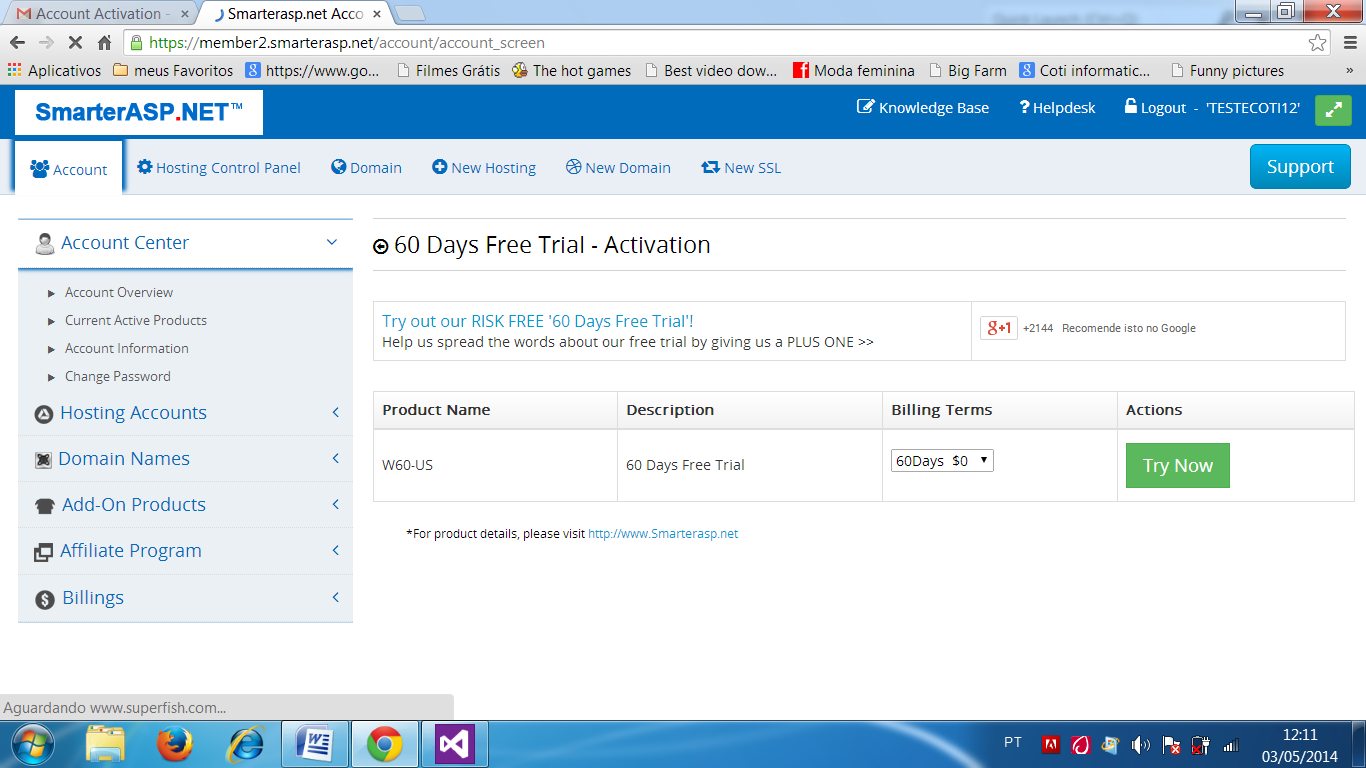 Account Activation -
Smarterasp.net Acco
https://member2.smarterasp.net/account/account_screen
Aplicativos
meus Favoritos
https://www.go...
Filmes Grátis
The hot games
Best video dow...
Moda feminina
Big Farm
Coti informatic...
Funny pictures
»
SmarterASP.NET™
Knowledge Base
Helpdesk
Logout - 'TESTECOTI12'
Account
Hosting Control Panel
Domain
New Hosting
New Domain
New SSL
Support
Account Center
Account Overview
Current Active Products
Account Information
Change Password
Hosting Accounts
Domain Names
Add-On Products
Affiliate Program
Billings
60 Days Free Trial - Activation
Try out our RISK FREE '60 Days Free Trial'!
Help us spread the words about our free trial by giving us a PLUS ONE >>
g+1 +2144 Recomende isto no Google
Product Name Description Billing Terms Actions
W60-US 60 Days Free Trial 60Days $0 Try Now
*For product details, please visit http://www.Smarterasp.net
Aguardando www.superfish.com...
PT
12:11
03/05/2014